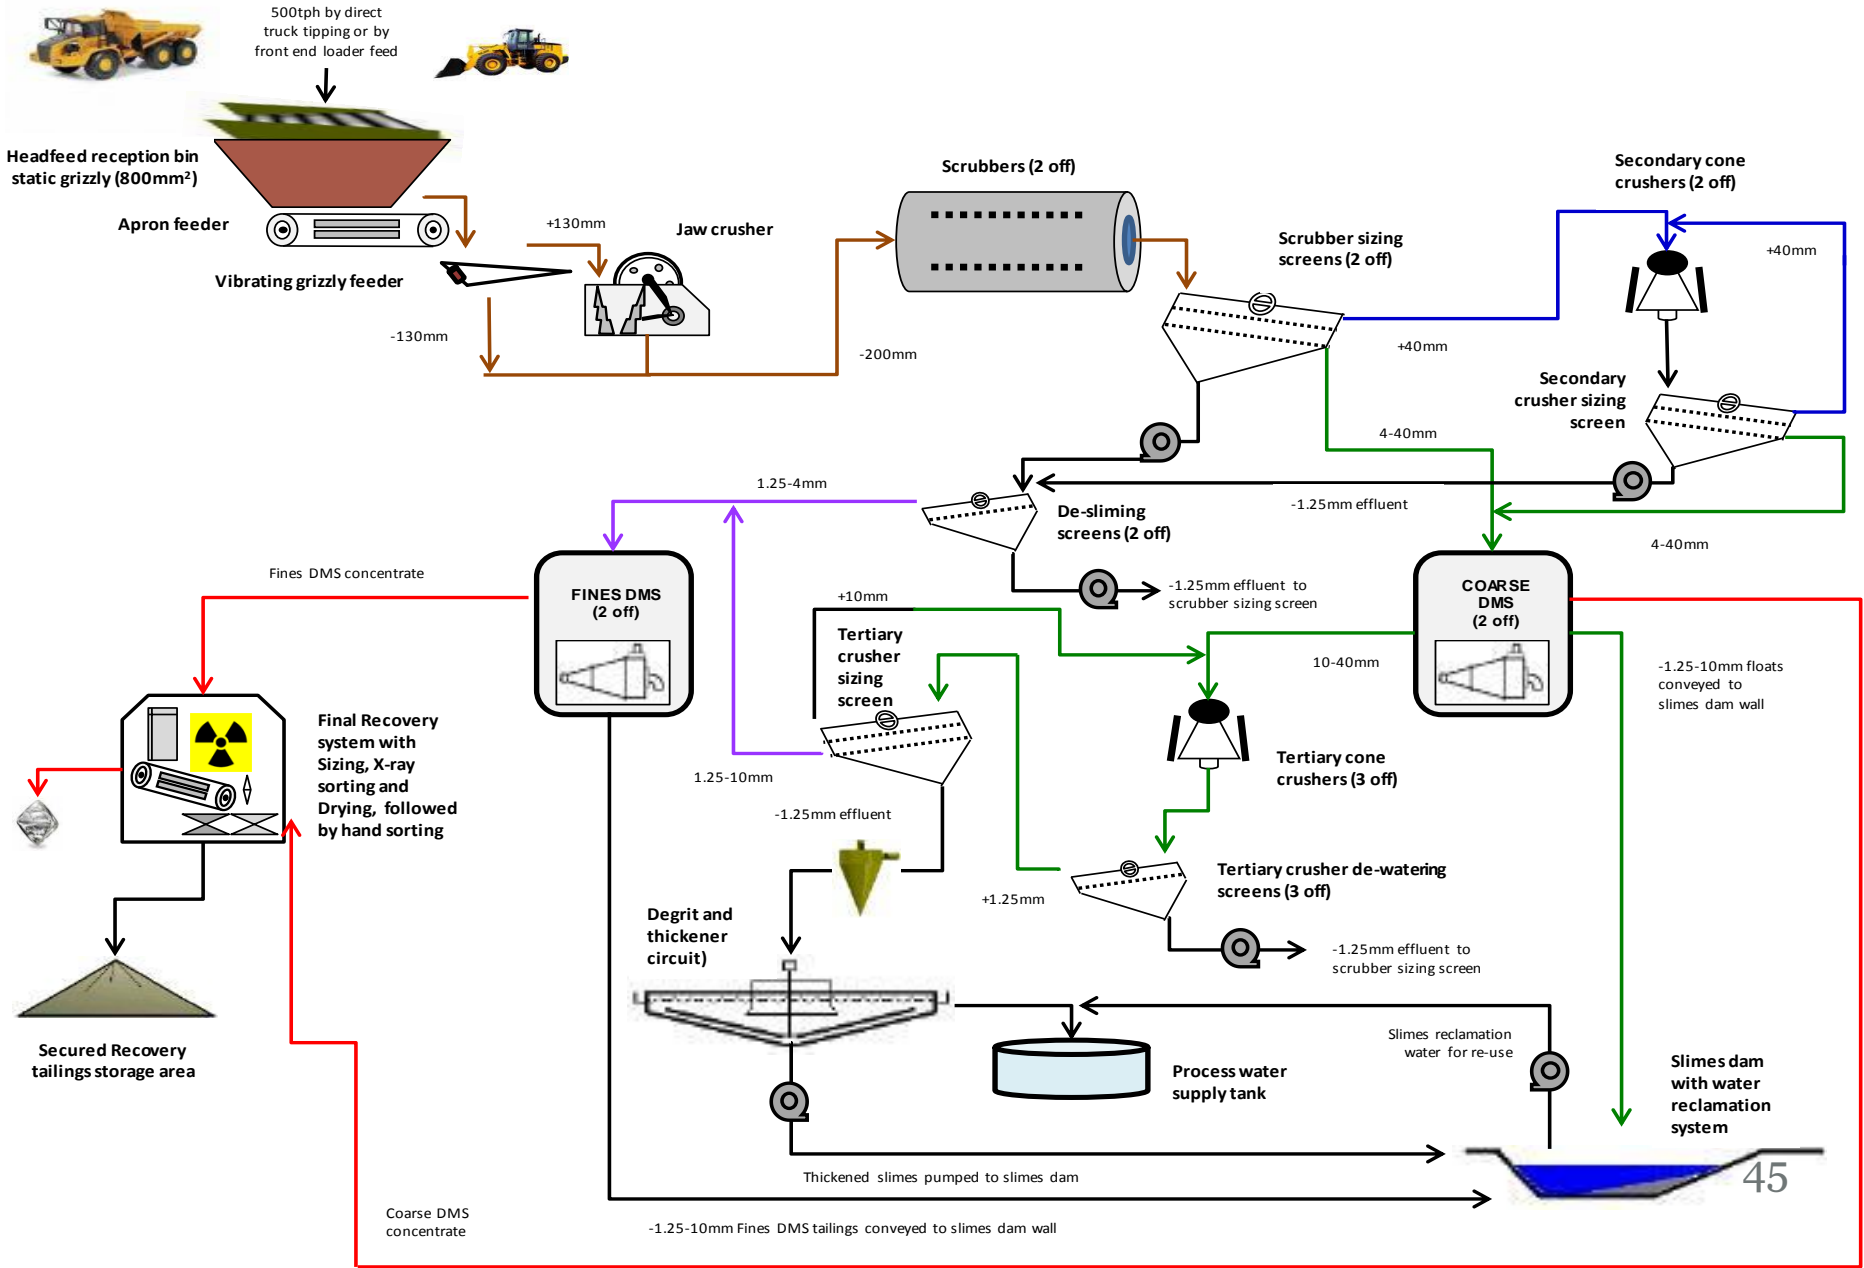 500tph by direct
truck tipping or by
front end loader feed
Headfeed reception bin
static grizzly (800mm²)
Apron feeder
Vibrating grizzly feeder
+130mm
-130mm
Jaw crusher
-200mm
Scrubbers (2 off)
Scrubber sizing
screens (2 off)
Secondary cone
crushers (2 off)
+40mm
+40mm
Secondary
crusher sizing
screen
4-40mm
1.25-4mm
De-sliming
screens (2 off)
-1.25mm effluent
4-40mm
Fines DMS concentrate
FINES DMS
(2 off)
+10mm
-1.25mm effluent to
scrubber sizing screen
COARSE
DMS
(2 off)
Tertiary
crusher
sizing
screen
10-40mm
-1.25-10mm floats
conveyed to
slimes dam wall
Final Recovery
system with
Sizing, X-ray
sorting and
Drying, followed
by hand sorting
1.25-10mm
Tertiary cone
crushers (3 off)
-1.25mm effluent
Tertiary crusher de-watering
screens (3 off)
+1.25mm
Degrit and
thickener
circuit)
-1.25mm effluent to
scrubber sizing screen
Secured Recovery
tailings storage area
Slimes reclamation
water for re-use
Process water
supply tank
Slimes dam
with water
reclamation
system
Thickened slimes pumped to slimes dam
45
Coarse DMS
concentrate
-1.25-10mm Fines DMS tailings conveyed to slimes dam wall